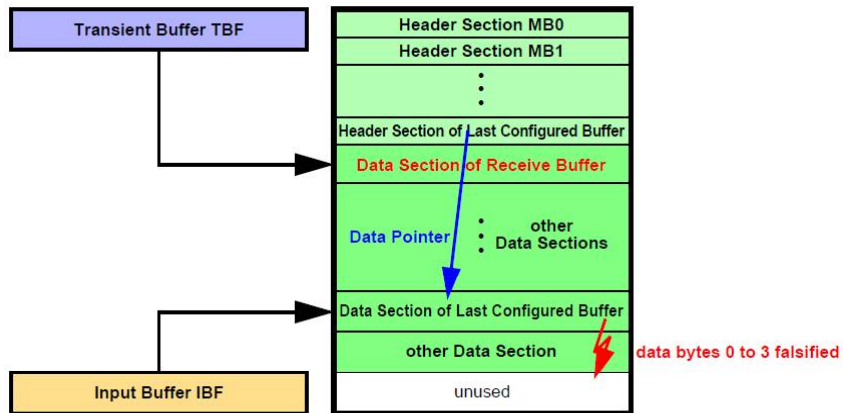 Transient Buffer TBF
Header Section MB0
Header Section MB1
Header Section of Last Configured Buffer
Data Section of Receive Buffer
Data Pointer
other
Data Sections
Data Section of Last Configured Buffer
other Data Section
data bytes 0 to 3 falsified
Input Buffer IBF
unused